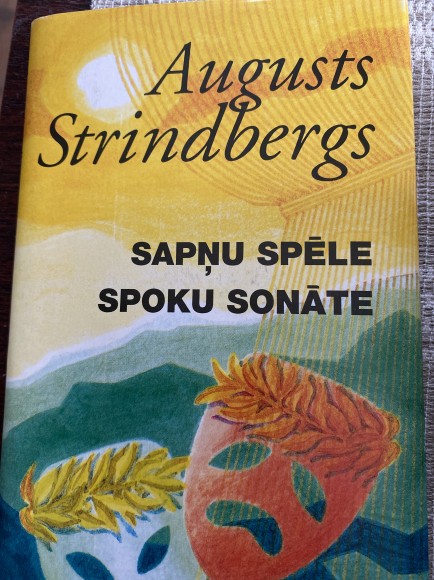 Augusts
Strindbergs
SAPŅU SPĒLE
SPOKU SONĀTE